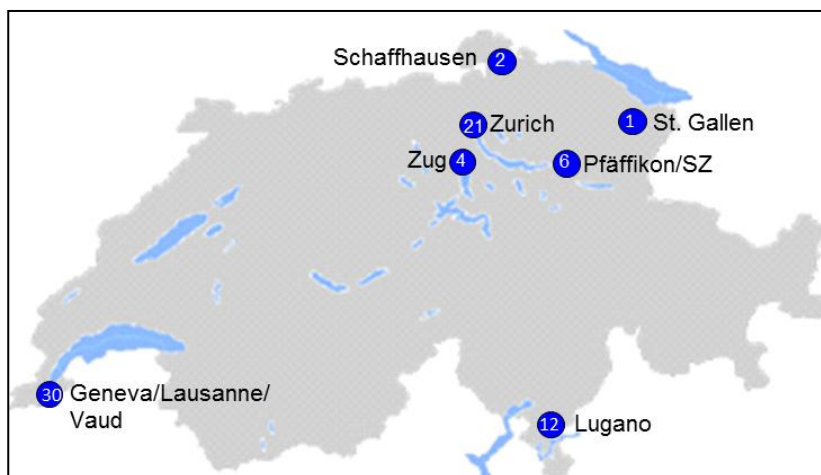 Schaffhausen 2
21 Zurich
1 St. Gallen
Zug 4
6 Pfäffikon/SZ
30 Geneva/Lausanne/
Vaud
12 Lugano